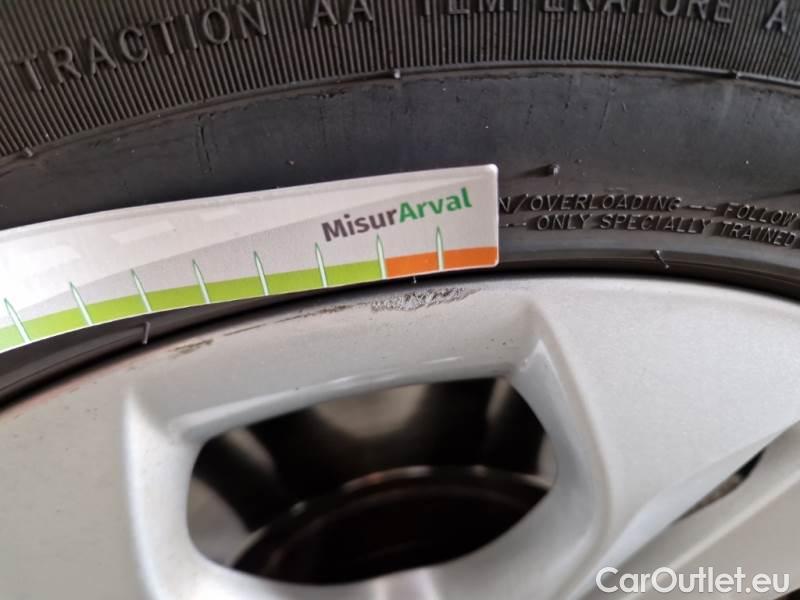 TRACTION AA TEMPERATURE A
MisurArval
N/OVERLOADING -- FOLLOW
-- ONLY SPECIALLY TRAINED
CarOutlet.eu